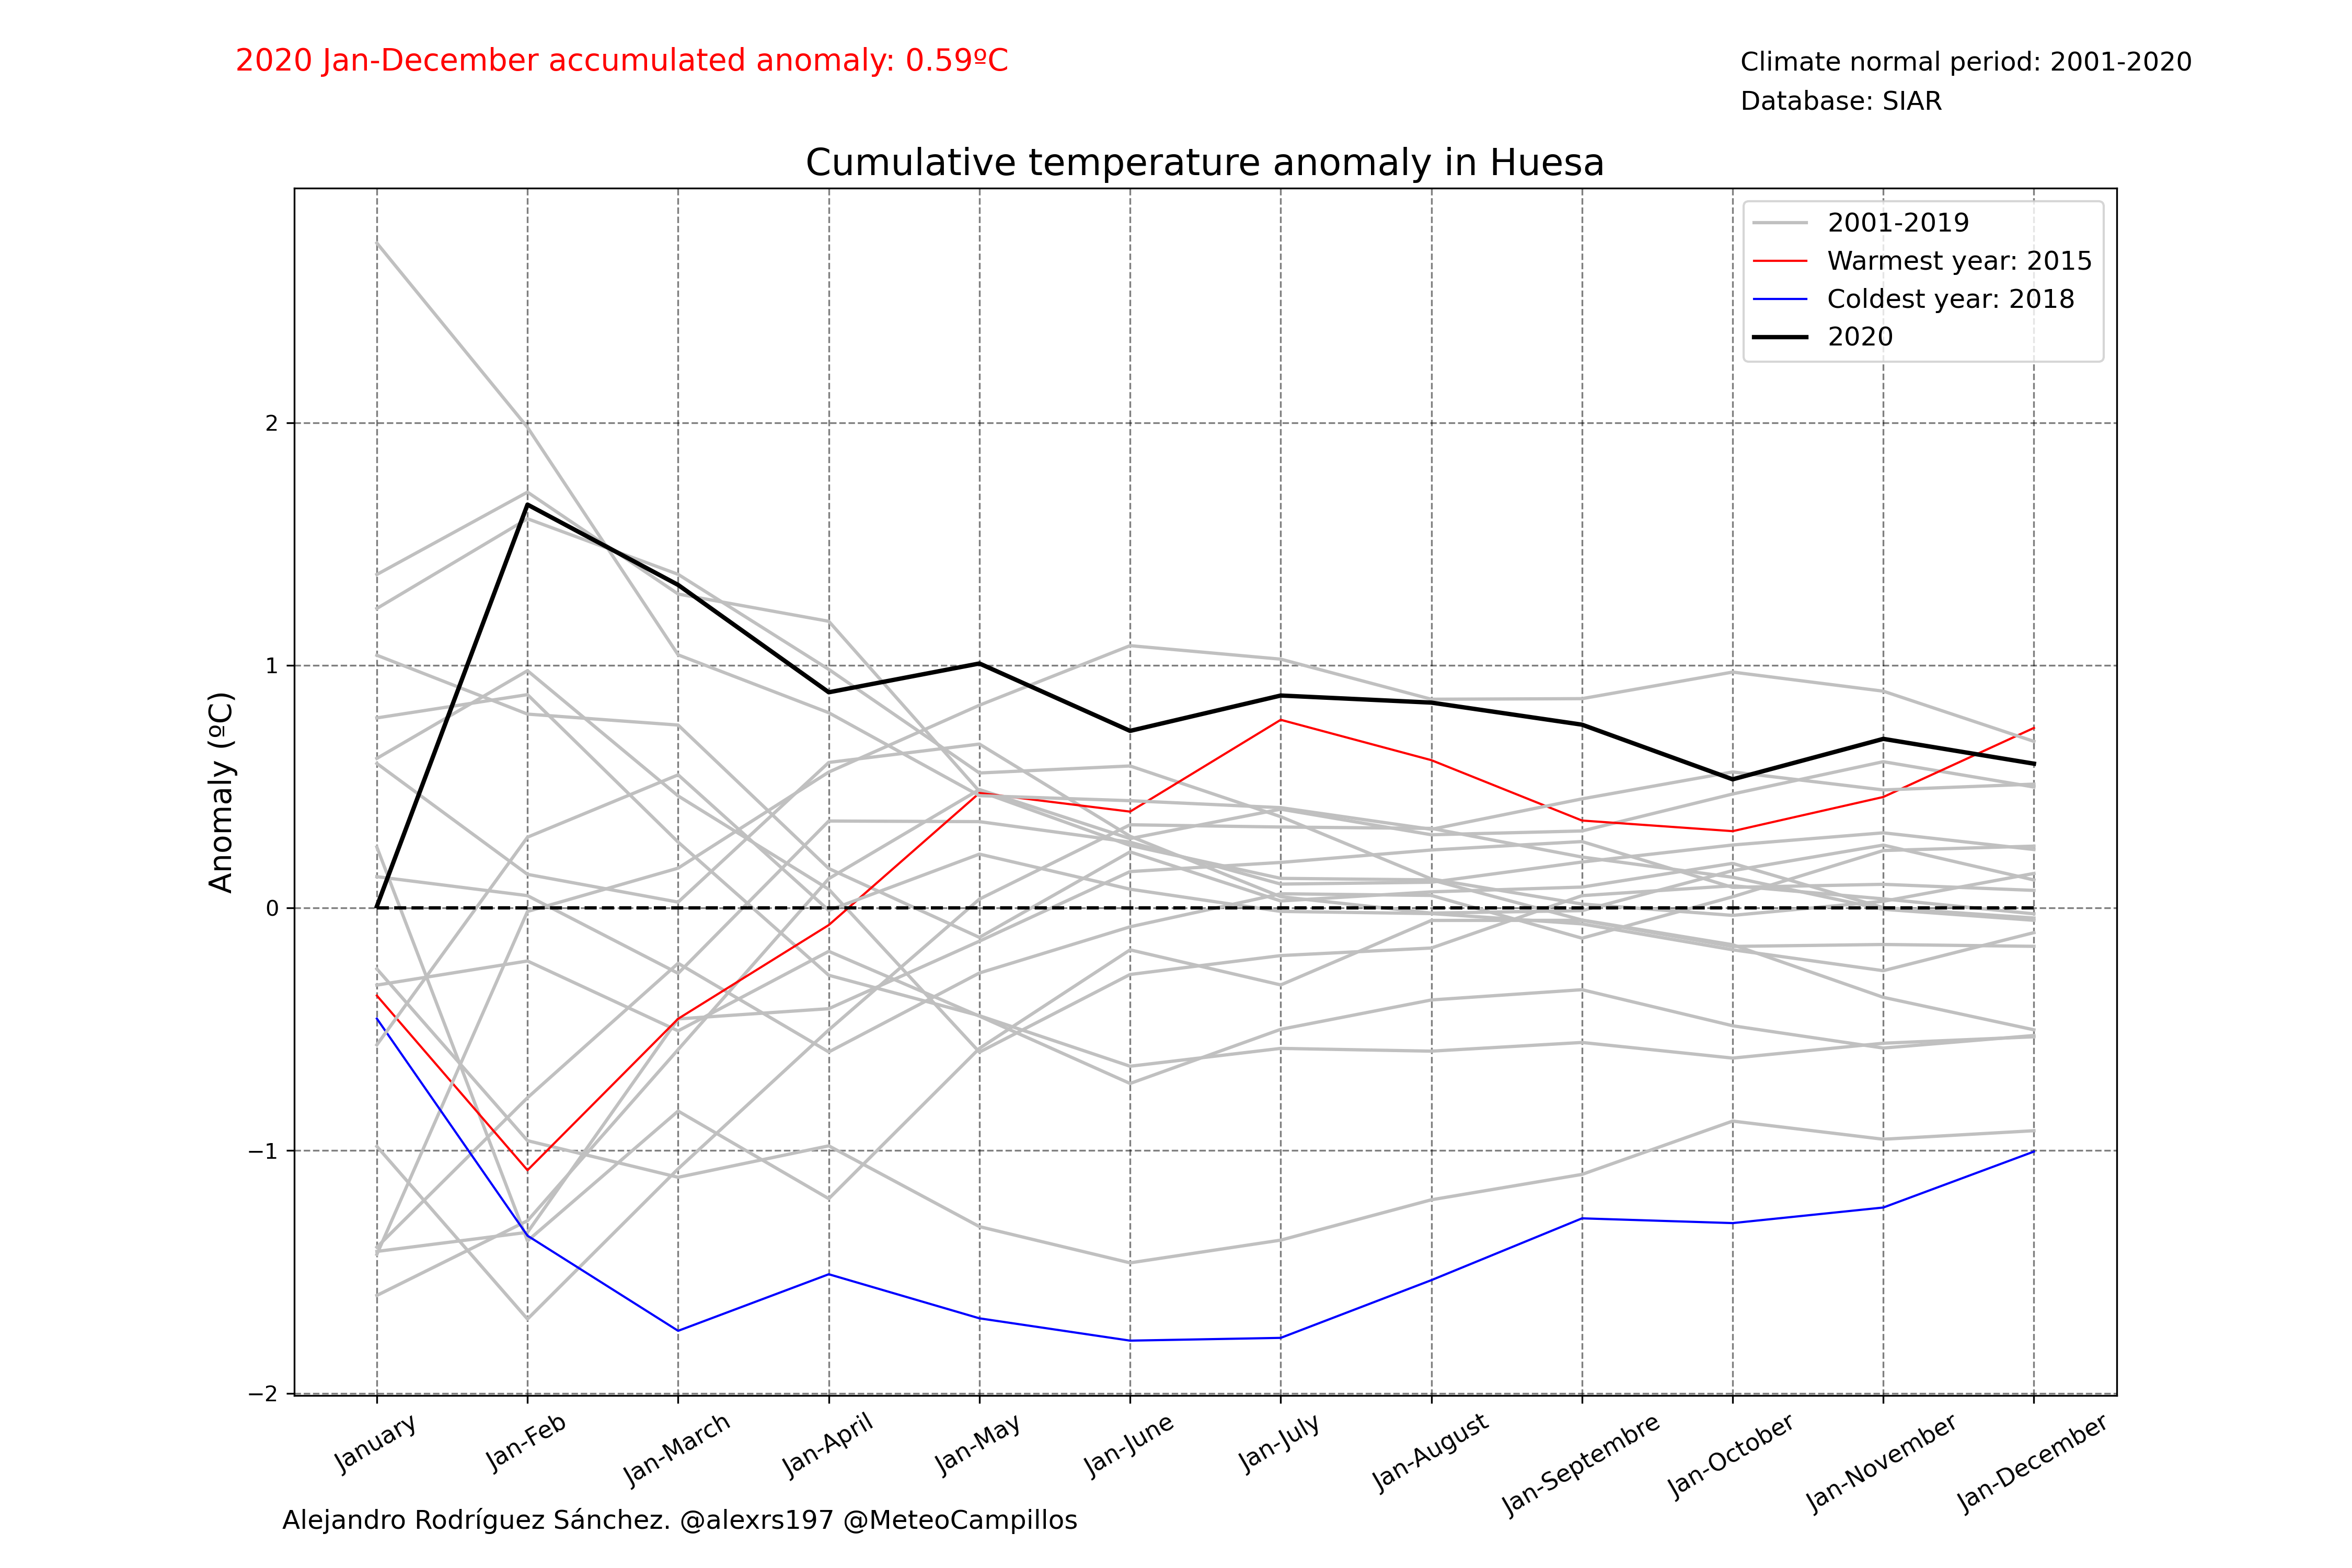 2020 Jan-December accumulated anomaly: 0.59ºC
Climate normal period: 2001-2020
Database: SIAR
Cumulative temperature anomaly in Huesa
2001-2019
Warmest year: 2015
Coldest year: 2018
2020
Anomaly (ºC)
2
1
0
−1
−2
January
Jan-Feb
Jan-March
Jan-April
Jan-May
Jan-June
Jan-July
Jan-August
Jan-Septembre
Jan-October
Jan-November
Jan-December
Alejandro Rodríguez Sánchez. @alexrs197 @MeteoCampillos